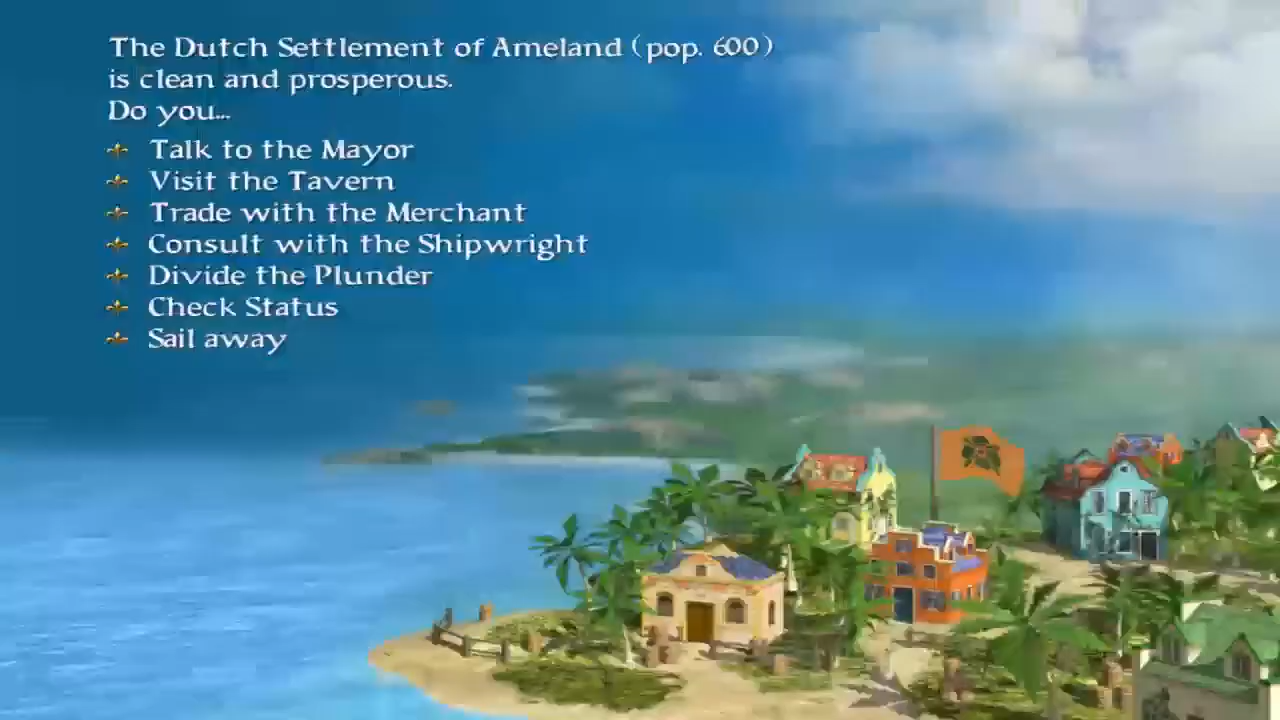 The Dutch Settlement of Ameland (pop. 600)
is clean and prosperous.
Do you...
Talk to the Mayor
Visit the Tavern
Trade with the Merchant
Consult with the Shipwright
Divide the Plunder
Check Status
Sail away